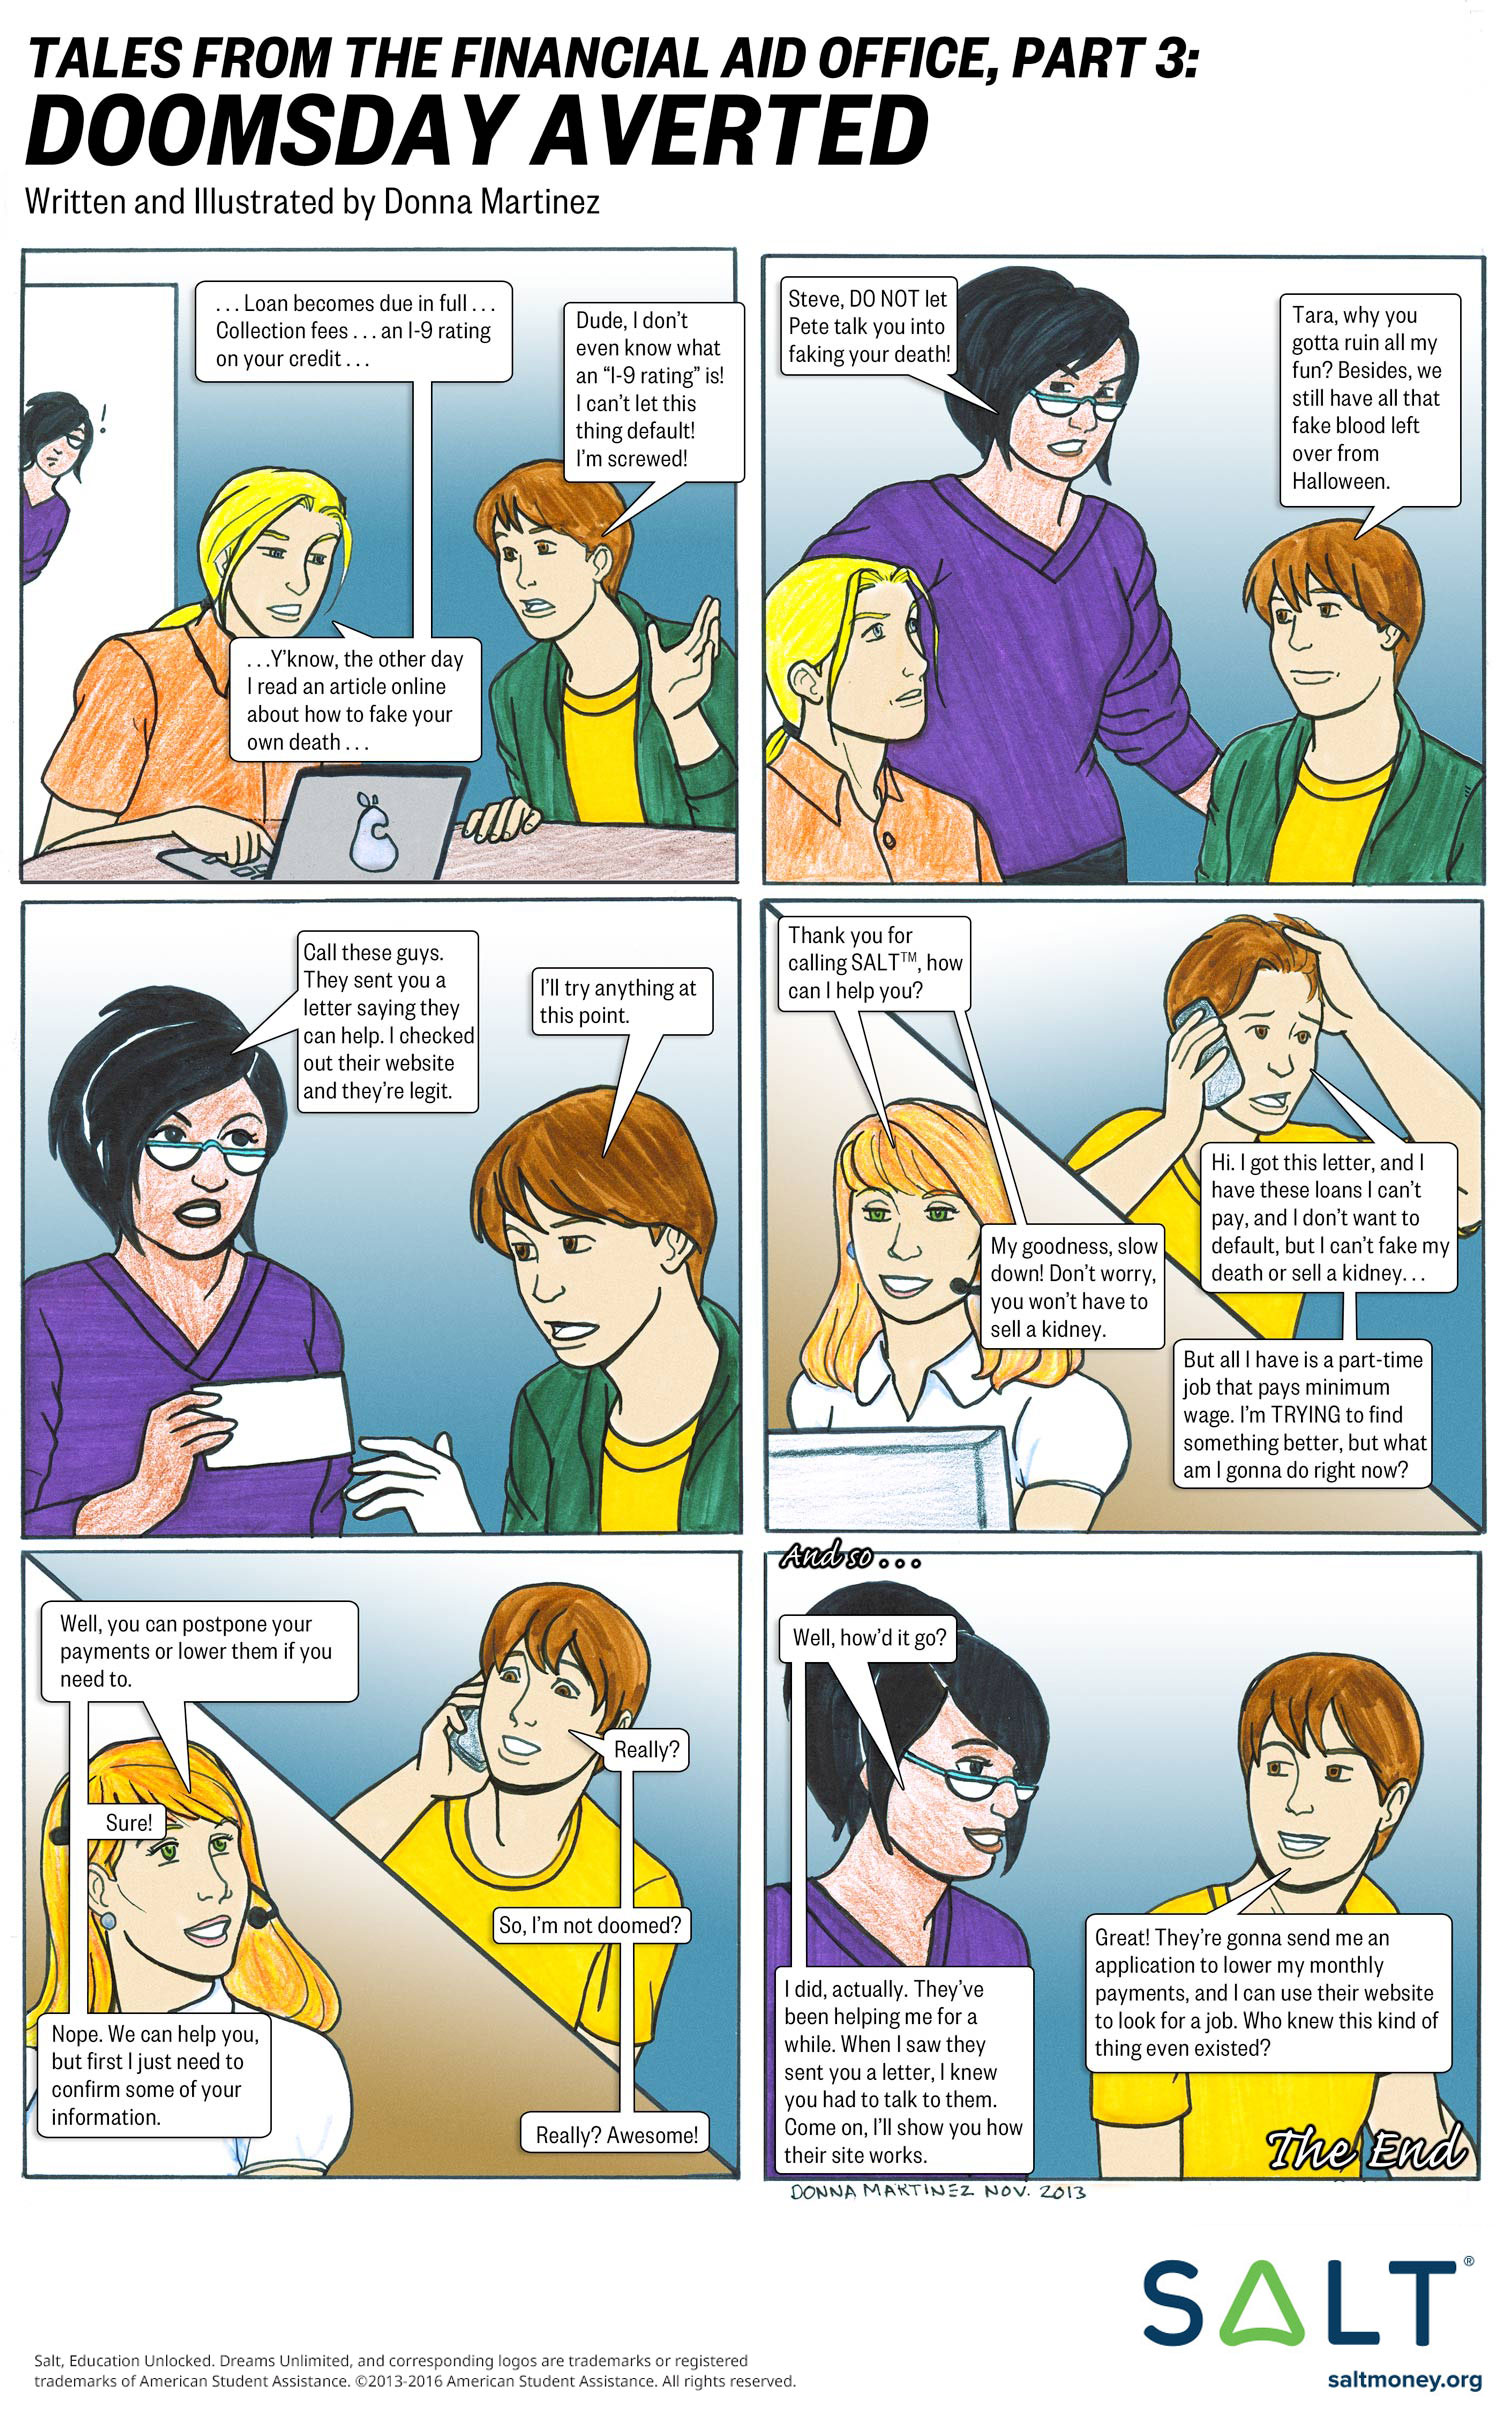 TALES FROM THE FINANCIAL AID OFFICE, PART 3:
DOOMSDAY AVERTED
Written and Illustrated by Donna Martinez
. . . Loan becomes due in full . . .
Collection fees . . . an I-9 rating
on your credit . . .
Dude, I don't
even know what
an “I-9 rating” is!
I can't let this
thing default!
I'm screwed!
!
. . .Y'know, the other day
I read an article online
about how to fake your
own death . . .
Steve, DO NOT let
Pete talk you into
faking your death!
Tara, why you
gotta ruin all my
fun? Besides, we
still have all that
fake blood left
over from
Halloween.
Call these guys.
They sent you a
letter saying they
can help. I checked
out their website
and they're legit.
I'll try anything at
this point.
Thank you for
calling SALT™, how
can I help you?
Hi. I got this letter, and I
have these loans I can't
pay, and I don't want to
default, but I can't fake my
death or sell a kidney. . .
My goodness, slow
down! Don't worry,
you won't have to
sell a kidney.
But all I have is a part-time
job that pays minimum
wage. I'm TRYING to find
something better, but what
am I gonna do right now?
Well, you can postpone your
payments or lower them if you
need to.
Really?
Sure!
So, I'm not doomed?
Nope. We can help you,
but first I just need to
confirm some of your
information.
Really? Awesome!
And so . . .
Well, how'd it go?
Great! They're gonna send me an
application to lower my monthly
payments, and I can use their website
to look for a job. Who knew this kind of
thing even existed?
I did, actually. They've
been helping me for a
while. When I saw they
sent you a letter, I knew
you had to talk to them.
Come on, I'll show you how
their site works.
The End
DONNA MARTINEZ NOV. 2013
SALT®
saltmoney.org
Salt, Education Unlocked. Dreams Unlimited, and corresponding logos are trademarks or registered
trademarks of American Student Assistance. ©2013-2016 American Student Assistance. All rights reserved.